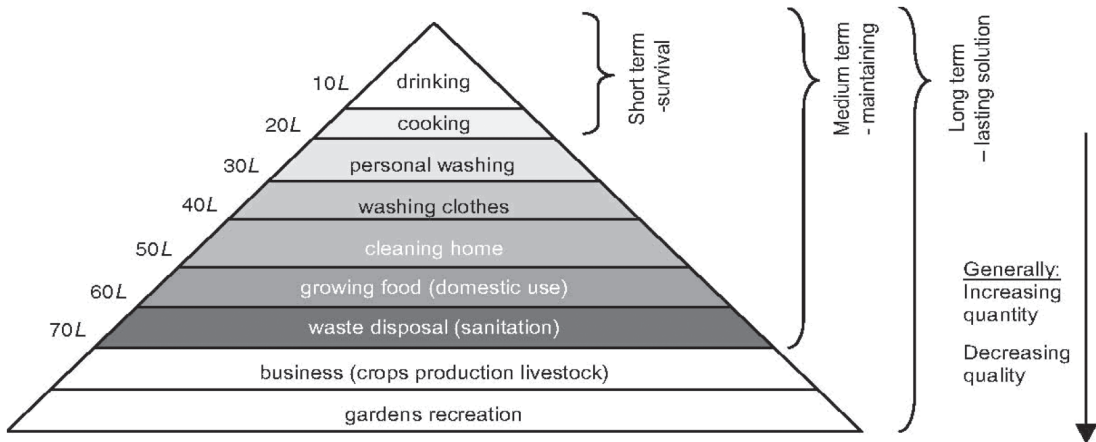 10L
drinking
20L
cooking
30L
personal washing
40L
washing clothes
50L
cleaning home
60L
growing food (domestic use)
70L
waste disposal (sanitation)
business (crops production livestock)
gardens recreation
Short term
-survival
Medium term
- maintaining
Long term
– lasting solution
Generally:
Increasing
quantity
Decreasing
quality